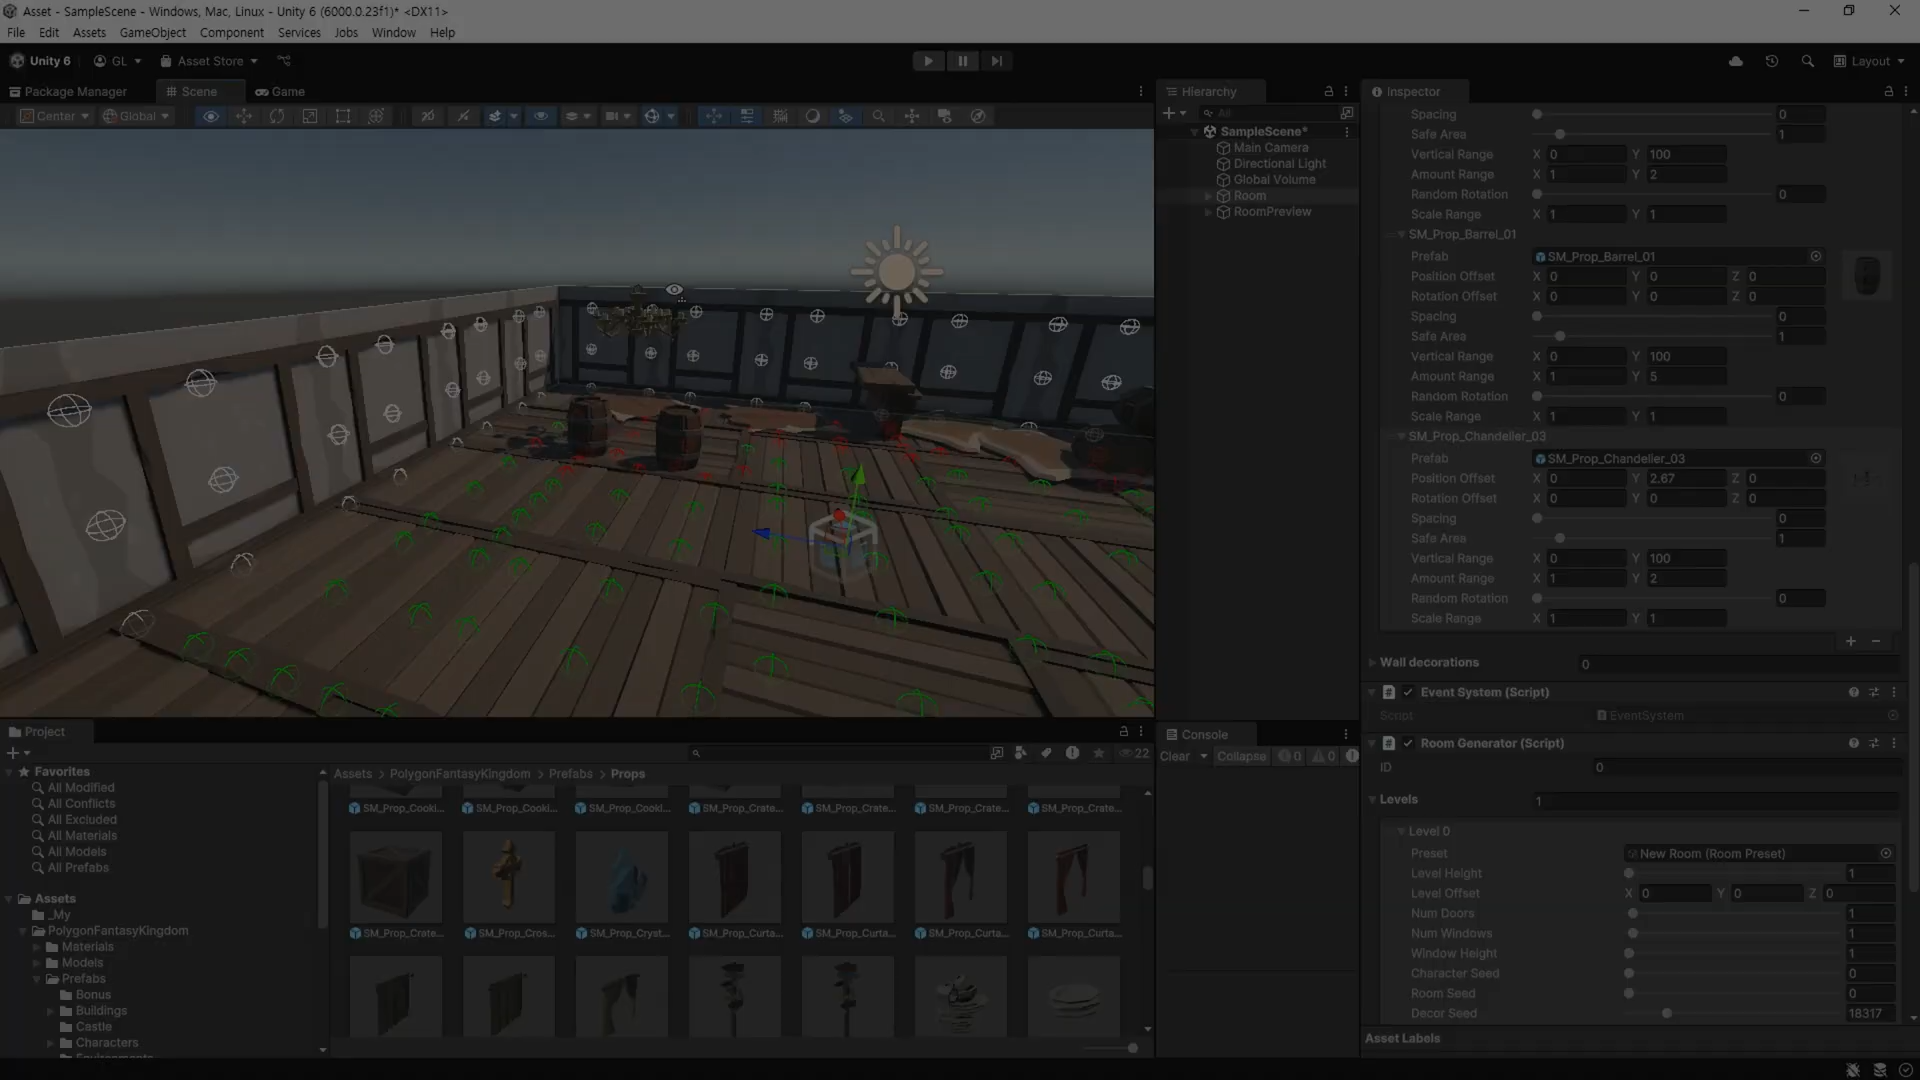 Asset - SampleScene - Windows, Mac, Linux - Unity 6 (6000.0.23f1)* <DX11>
File Edit Assets GameObject Component Services Jobs Window Help
Unity 6 GL Asset Store Layout
Package Manager Scene Game
Center Global
Hierarchy
All
SampleScene*
Main Camera
Directional Light
Global Volume
Room
RoomPreview
Inspector
Spacing 0
Safe Area 1
Vertical Range X 0 Y 100
Amount Range X 1 Y 2
Random Rotation 0
Scale Range X 1 Y 1
SM_Prop_Barrel_01
Prefab SM_Prop_Barrel_01
Position Offset X 0 Y 0 Z 0
Rotation Offset X 0 Y 0 Z 0
Spacing 0
Safe Area 1
Vertical Range X 0 Y 100
Amount Range X 1 Y 5
Random Rotation 0
Scale Range X 1 Y 1
SM_Prop_Chandelier_03
Prefab SM_Prop_Chandelier_03
Position Offset X 0 Y 2.67 Z 0
Rotation Offset X 0 Y 0 Z 0
Spacing 0
Safe Area 1
Vertical Range X 0 Y 100
Amount Range X 1 Y 2
Random Rotation 0
Scale Range X 1 Y 1
Wall decorations 0
Event System (Script)
Script EventSystem
Room Generator (Script)
ID 0
Levels 1
Level 0
Preset New Room (Room Preset)
Level Height 1
Level Offset X 0 Y 0 Z 0
Num Doors 1
Num Windows 1
Window Height 1
Character Seed 0
Room Seed 0
Decor Seed 18317
Asset Labels
Project
22
Favorites
All Modified
All Conflicts
All Excluded
All Materials
All Models
All Prefabs
Assets
_My
PolygonFantasyKingdom
Materials
Models
Prefabs
Bonus
Buildings
Castle
Characters
Assets > PolygonFantasyKingdom > Prefabs > Props
SM_Prop_Cooki... SM_Prop_Cooki... SM_Prop_Cooki... SM_Prop_Crate... SM_Prop_Crate... SM_Prop_Crate... SM_Prop_Crate...
SM_Prop_Crate... SM_Prop_Cros... SM_Prop_Cryst... SM_Prop_Curta... SM_Prop_Curta... SM_Prop_Curta... SM_Prop_Curta...
Console
Clear Collapse 0 0